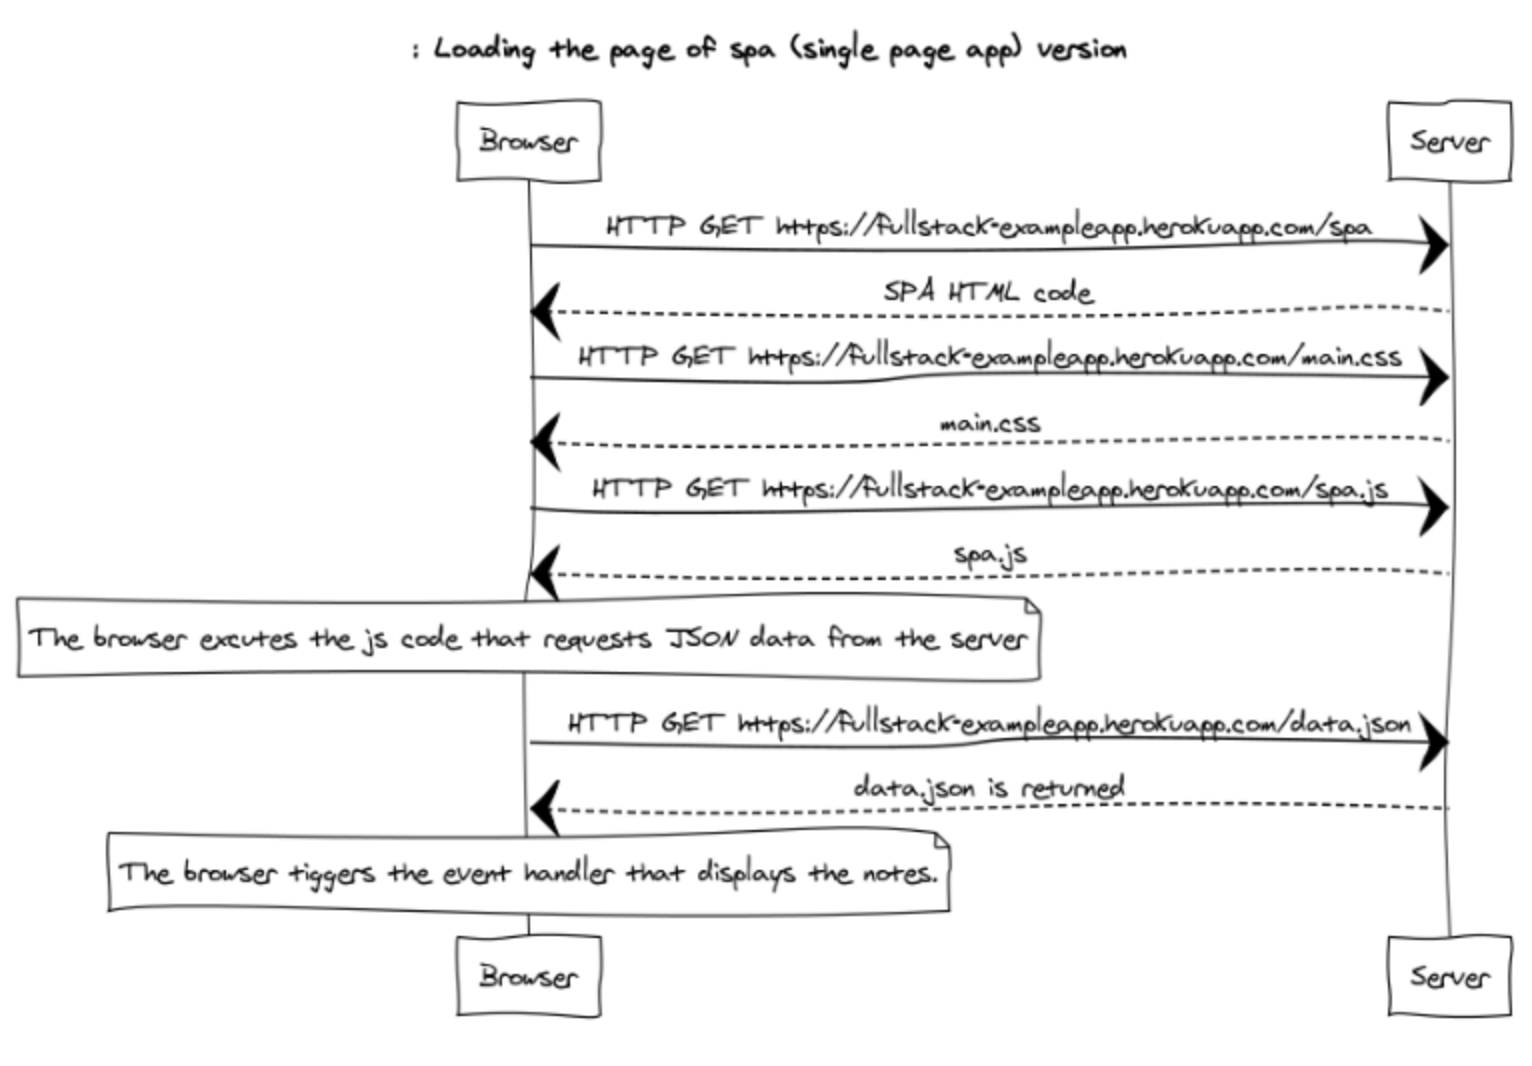 : Loading the page of spa (single page app) version
Browser
Server
HTTP GET https://fullstack-exampleapp.herokuapp.com/spa
SPA HTML code
HTTP GET https://fullstack-exampleapp.herokuapp.com/main.css
main.css
HTTP GET https://fullstack-exampleapp.herokuapp.com/spa.js
spa.js
The browser excutes the js code that requests JSON data from the server
HTTP GET https://fullstack-exampleapp.herokuapp.com/data.json
data.json is returned
The browser tiggers the event handler that displays the notes.
Browser
Server